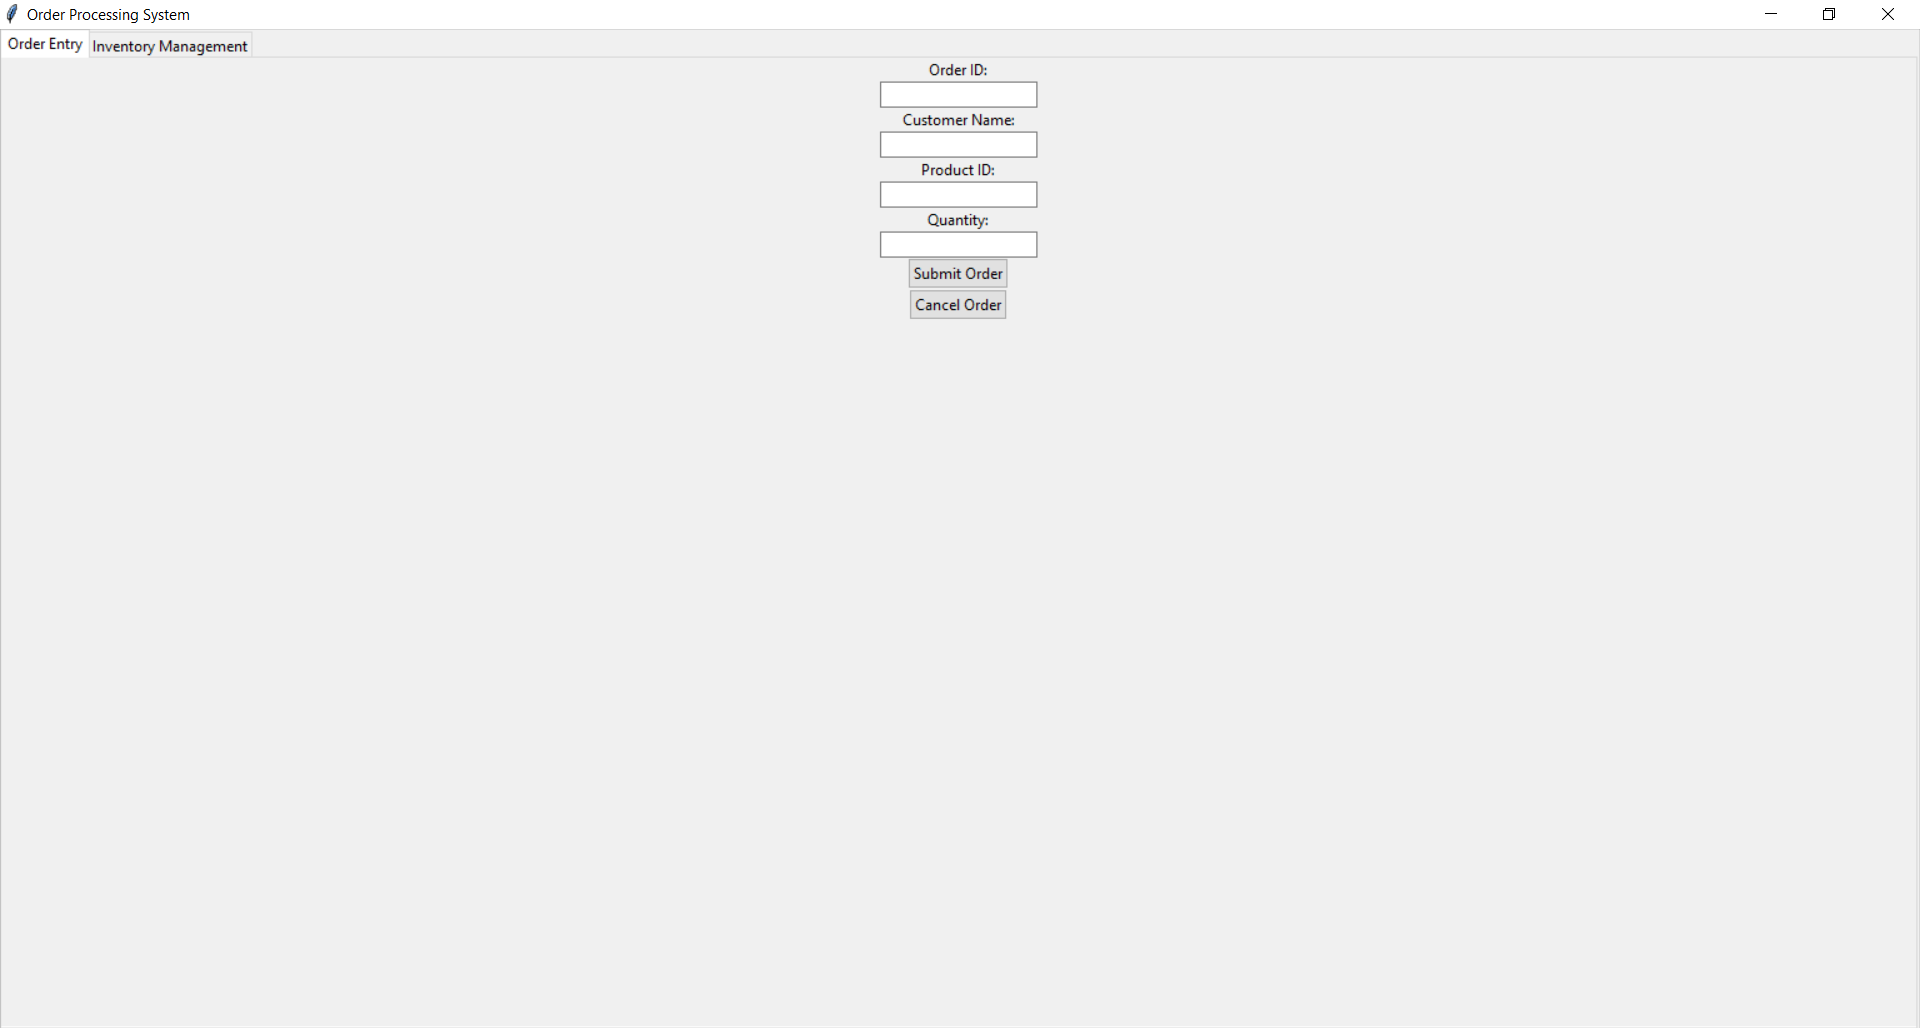 Order Processing System
Order Entry Inventory Management
Order ID:
Customer Name:
Product ID:
Quantity:
Submit Order
Cancel Order